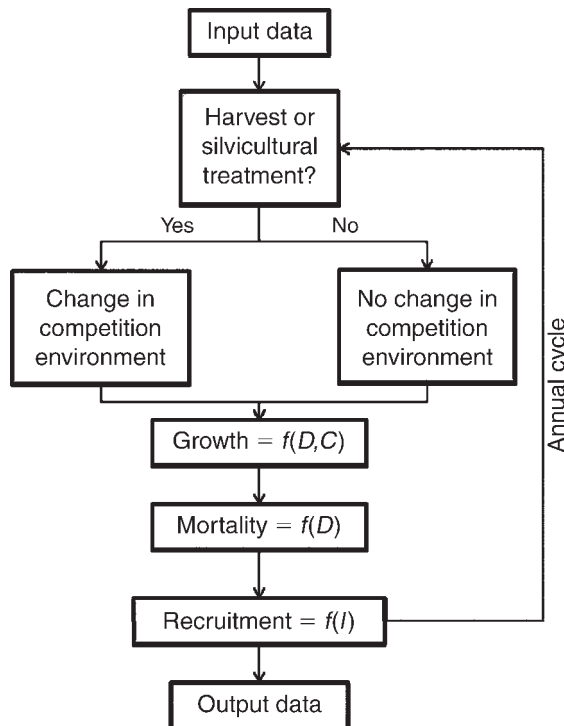 Input data
Harvest or
silvicultural
treatment?
Yes
No
Change in
competition
environment
No change in
competition
environment
Annual cycle
Growth = f(D,C)
Mortality = f(D)
Recruitment = f(I)
Output data